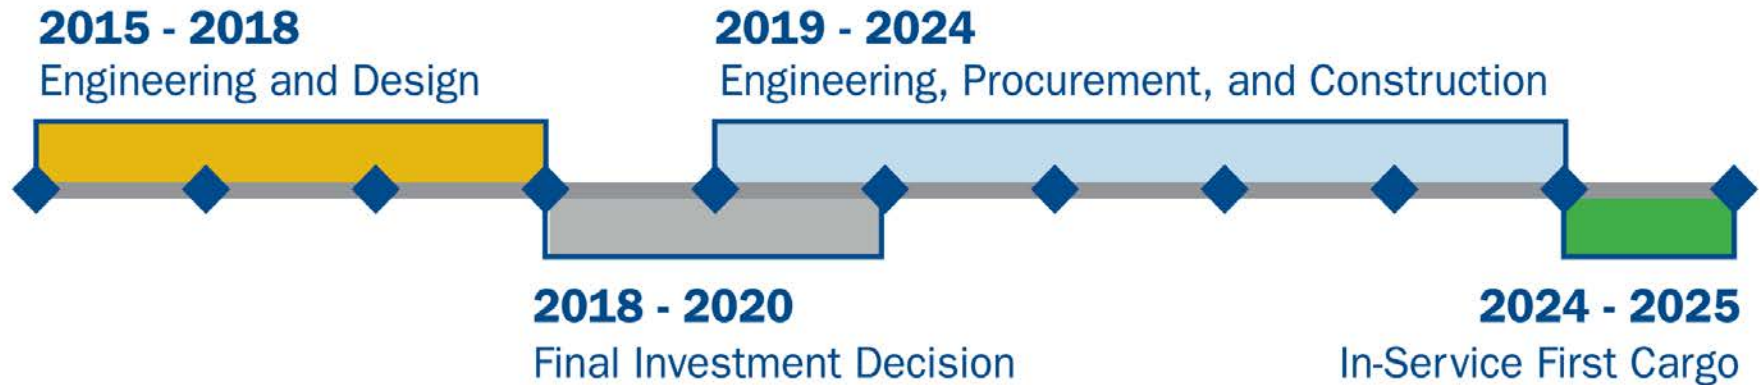 2015 - 2018
Engineering and Design
2019 - 2024
Engineering, Procurement, and Construction
2018 - 2020
Final Investment Decision
2024 - 2025
In-Service First Cargo